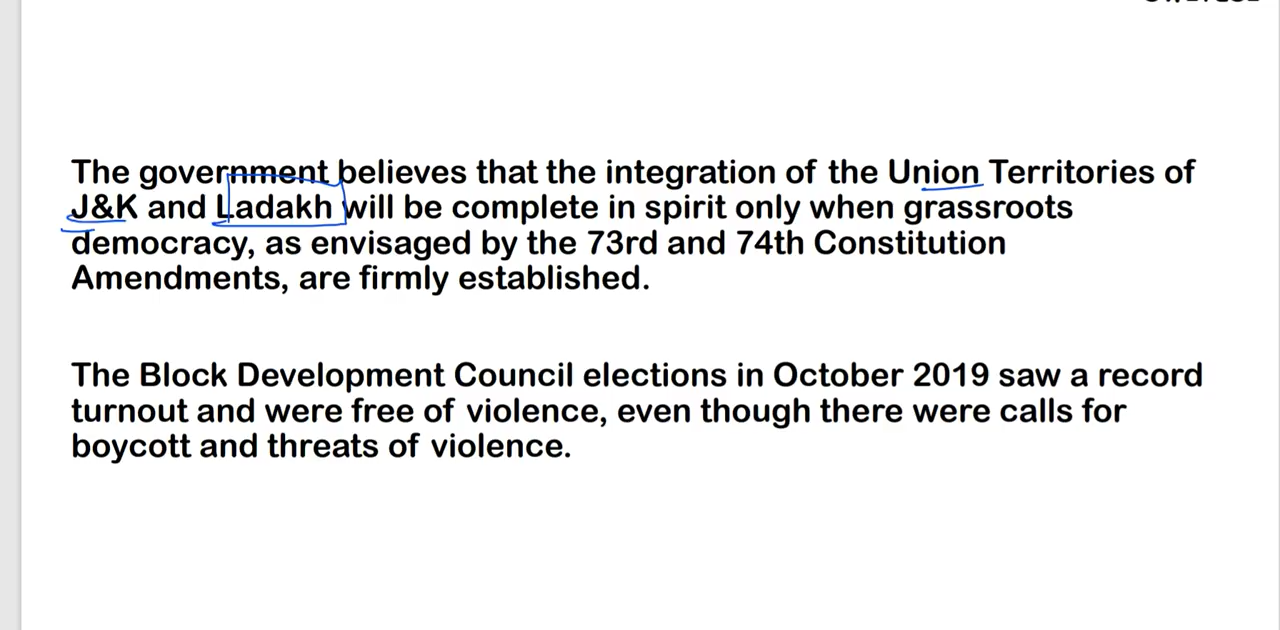 The government believes that the integration of the Union Territories of
J&K and Ladakh will be complete in spirit only when grassroots
democracy, as envisaged by the 73rd and 74th Constitution
Amendments, are firmly established.
The Block Development Council elections in October 2019 saw a record
turnout and were free of violence, even though there were calls for
boycott and threats of violence.